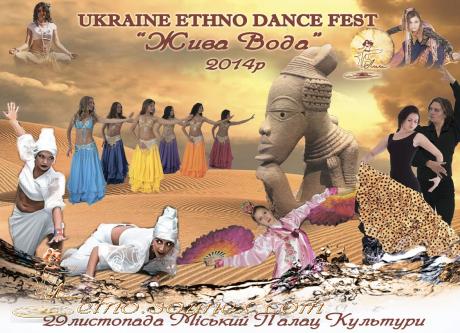 UKRAINE ETHNO DANCE FEST
"Жива Вода"
2014р
29 листопада Міський Палац Культури